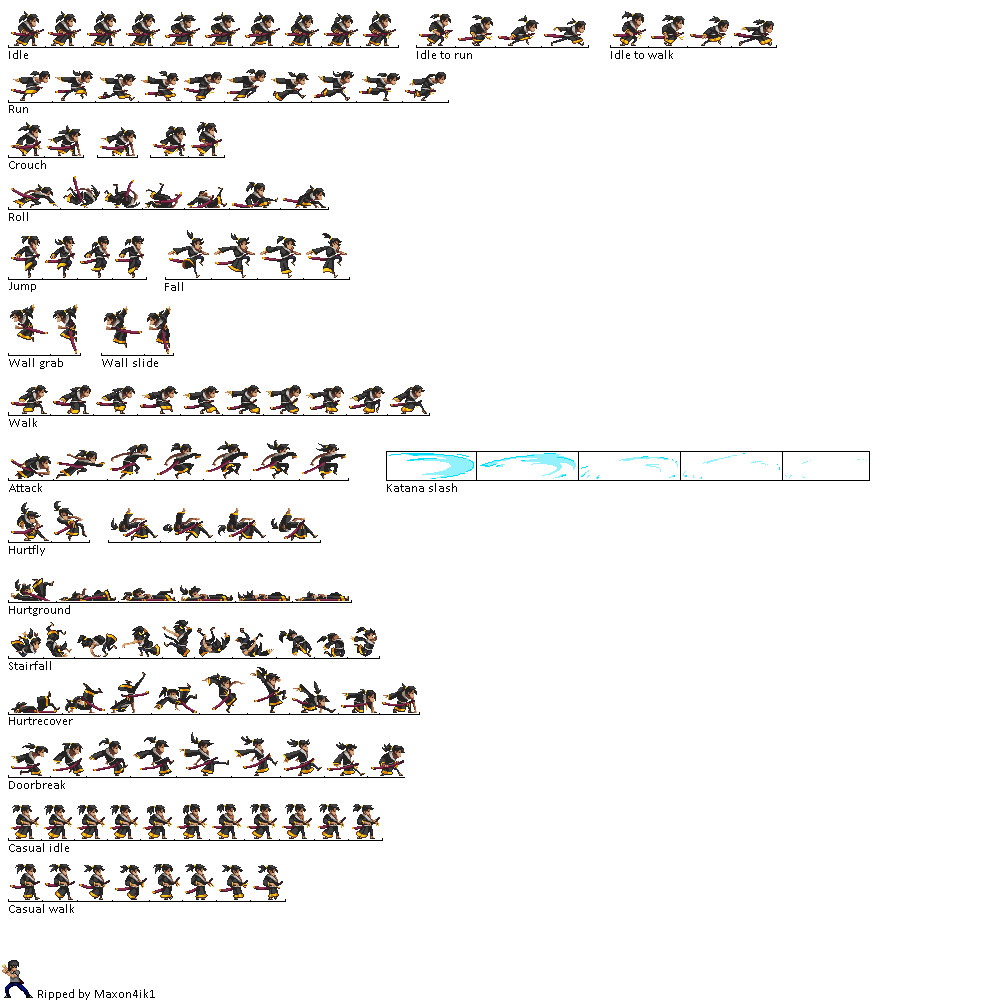 Idle
Idle to run
Idle to walk
Run
Crouch
Roll
Jump
Fall
Wall grab
Wall slide
Walk
Attack
Katana slash
Hurtfly
Hurtground
Stairfall
Hurtrecover
Doorbreak
Casual idle
Casual walk
Ripped by Maxon4ik1